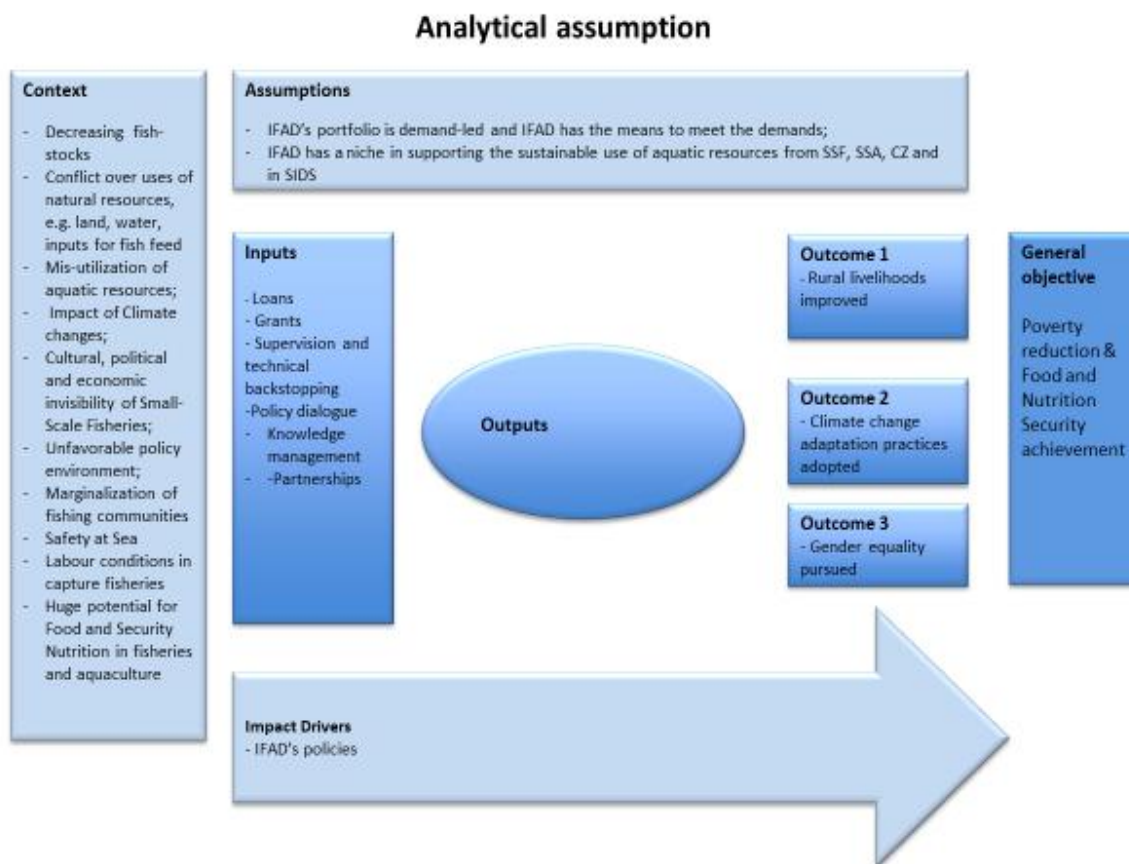 Analytical assumption
Context
- Decreasing fish-
stocks
- Conflict over uses of
natural resources,
e.g. land, water,
inputs for fish feed
- Mis-utilization of
aquatic resources;
- Impact of Climate
changes;
- Cultural, political
and economic
invisibility of Small-
Scale Fisheries;
- Unfavorable policy
environment;
- Marginalization of
fishing communities
- Safety at Sea
- Labour conditions in
capture fisheries
- Huge potential for
Food and Security
Nutrition in fisheries
and aquaculture
Assumptions
- IFAD's portfolio is demand-led and IFAD has the means to meet the demands;
- IFAD has a niche in supporting the sustainable use of aquatic resources from SSF, SSA, CZ and
in SIDS
Inputs
- Loans
- Grants
- Supervision and
technical
backstopping
-Policy dialogue
- Knowledge
management
- -Partnerships
Outputs
Outcome 1
- Rural livelihoods
improved
Outcome 2
- Climate change
adaptation practices
adopted
Outcome 3
- Gender equality
pursued
General
objective
Poverty
reduction &
Food and
Nutrition
Security
achievement
Impact Drivers
- IFAD's policies